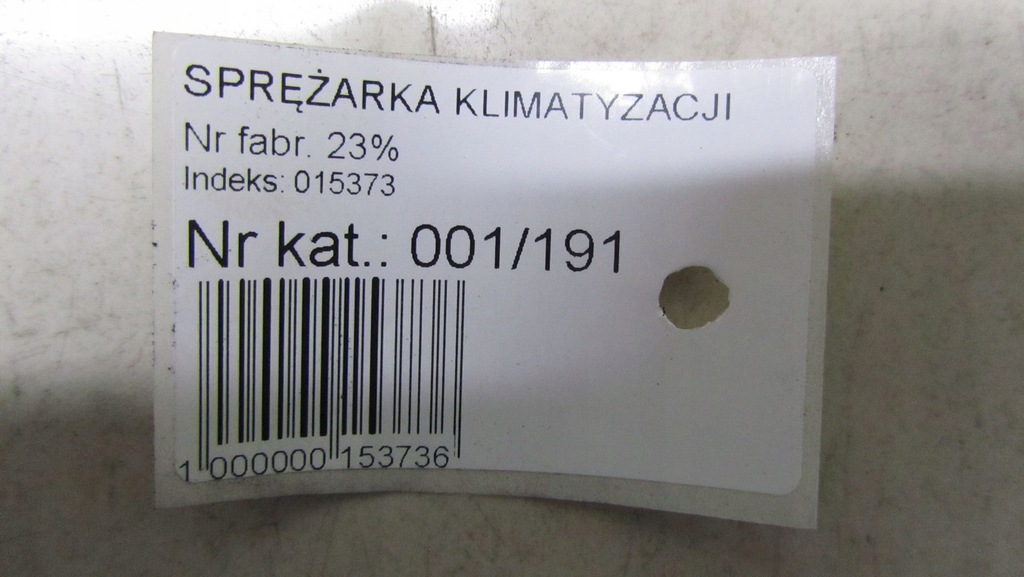 SPRĘŻARKA KLIMATYZACJI
Nr fabr. 23%
Indeks: 015373
Nr kat.: 001/191
1 000000 153736